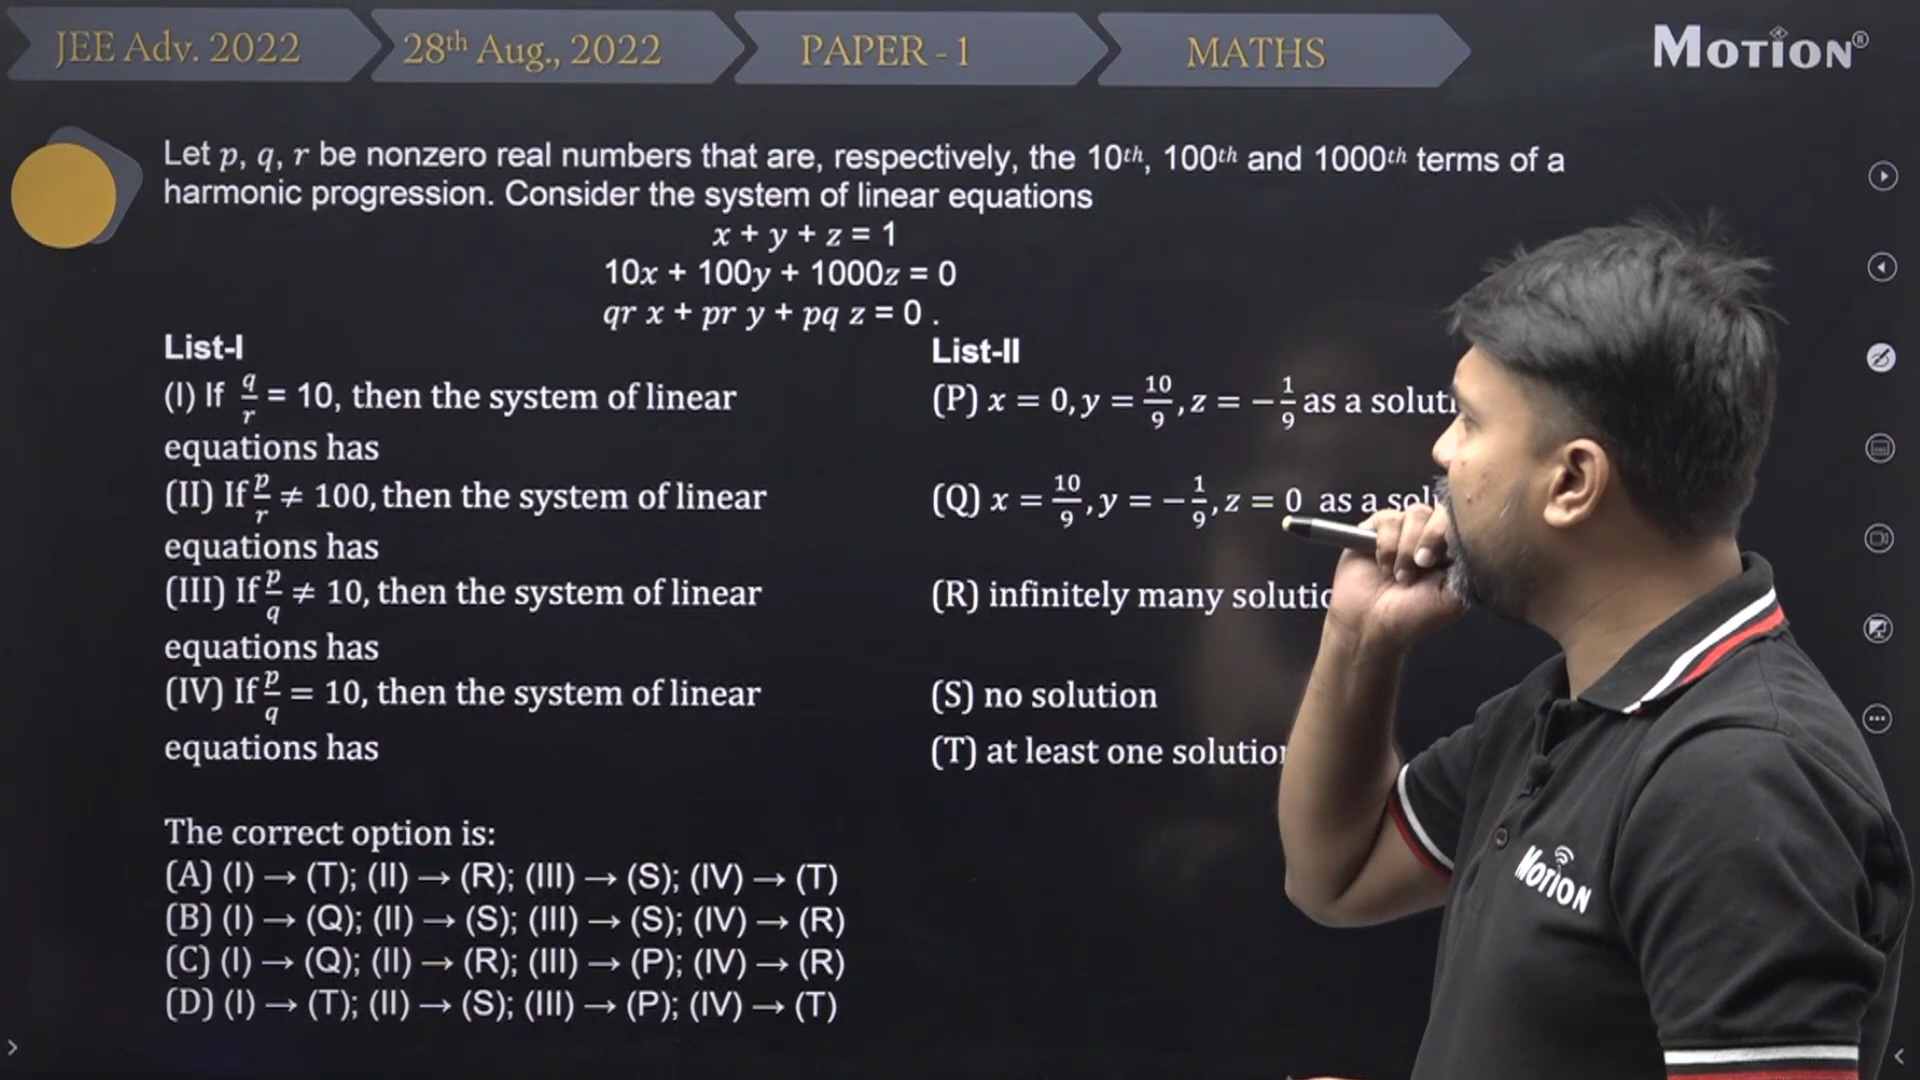 JEE Adv. 2022 28th Aug., 2022 PAPER - 1 MATHS MOTION®
Let p, q, r be nonzero real numbers that are, respectively, the 10th, 100th and 1000th terms of a
harmonic progression. Consider the system of linear equations
x + y + z = 1
10x + 100y + 1000z = 0
qr x + pr y + pq z = 0 .
List-I List-II
(I) If q/r = 10, then the system of linear (P) x = 0, y = 10/9, z = −1/9 as a
equations has
(II) If p/r ≠ 100, then the system of linear (Q) x = 10/9, y = −1/9, z = 0 as a
equations has
(III) If p/q ≠ 10, then the system of linear (R) infinitely many
equations has
(IV) If p/q = 10, then the system of linear (S) no solution
equations has (T) at least one
The correct option is:
(A) (I) → (T); (II) → (R); (III) → (S); (IV) → (T)
(B) (I) → (Q); (II) → (S); (III) → (S); (IV) → (R)
(C) (I) → (Q); (II) → (R); (III) → (P); (IV) → (R)
(D) (I) → (T); (II) → (S); (III) → (P); (IV) → (T)
MOTION